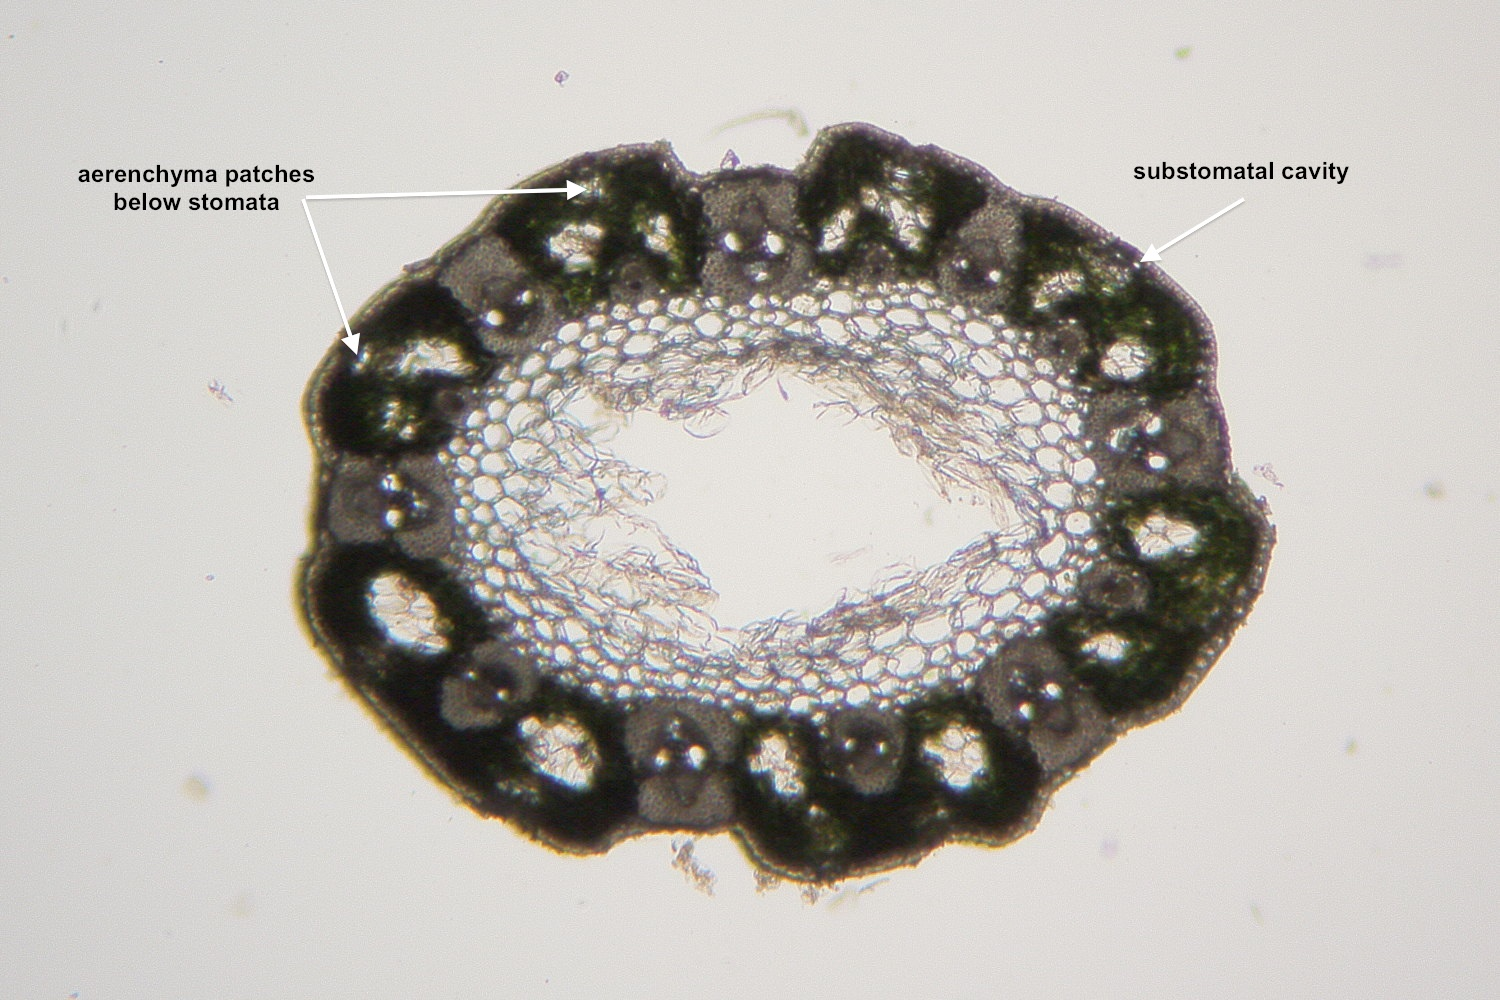 aerenchyma patches
below stomata
substomatal cavity